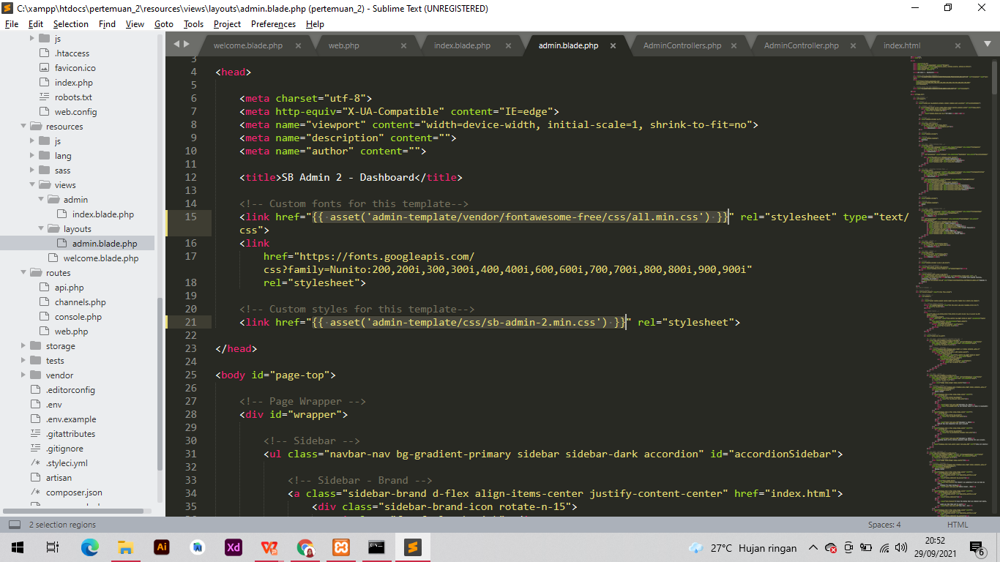 C:\xampp\htdocs\pertemuan_2\resources\views\layouts\admin.blade.php (pertemuan_2) - Sublime Text (UNREGISTERED)
File Edit Selection Find View Goto Tools Project Preferences Help
js
.htaccess
favicon.ico
index.php
robots.txt
web.config
resources
js
lang
sass
views
admin
index.blade.php
layouts
admin.blade.php
welcome.blade.php
routes
api.php
channels.php
console.php
web.php
storage
tests
vendor
.editorconfig
.env
.env.example
.gitattributes
.gitignore
.styleci.yml
artisan
composer.json
welcome.blade.php web.php index.blade.php admin.blade.php AdminControllers.php AdminController.php index.html
3
4 <head>
5
6 <meta charset="utf-8">
7 <meta http-equiv="X-UA-Compatible" content="IE=edge">
8 <meta name="viewport" content="width=device-width, initial-scale=1, shrink-to-fit=no">
9 <meta name="description" content="">
10 <meta name="author" content="">
11
12 <title>SB Admin 2 - Dashboard</title>
13
14 <!-- Custom fonts for this template-->
15 <link href="{{ asset('admin-template/vendor/fontawesome-free/css/all.min.css') }}" rel="stylesheet" type="text/
css">
16 <link
17 href="https://fonts.googleapis.com/
css?family=Nunito:200,200i,300,300i,400,400i,600,600i,700,700i,800,800i,900,900i"
18 rel="stylesheet">
19
20 <!-- Custom styles for this template-->
21 <link href="{{ asset('admin-template/css/sb-admin-2.min.css') }}" rel="stylesheet">
22
23 </head>
24
25 <body id="page-top">
26
27 <!-- Page Wrapper -->
28 <div id="wrapper">
29
30 <!-- Sidebar -->
31 <ul class="navbar-nav bg-gradient-primary sidebar sidebar-dark accordion" id="accordionSidebar">
32
33 <!-- Sidebar - Brand -->
34 <a class="sidebar-brand d-flex align-items-center justify-content-center" href="index.html">
35 <div class="sidebar-brand-icon rotate-n-15">
2 selection regions
Spaces: 4 HTML
Ai
Xd
27°C Hujan ringan
20:52
29/09/2021
6